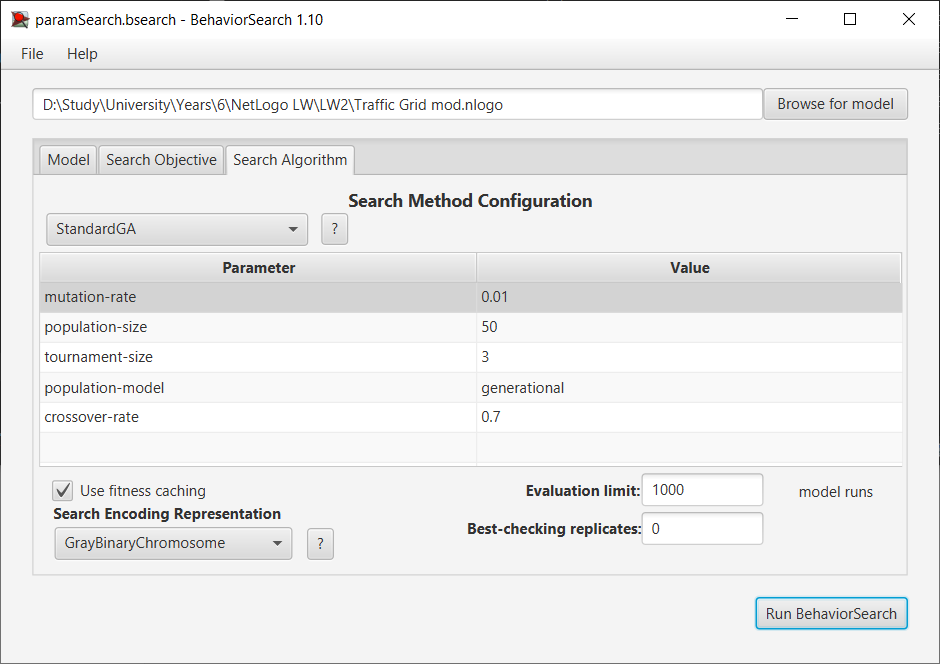 paramSearch.bsearch - BehaviorSearch 1.10
File Help
D:\Study\University\Years\6\NetLogo LW\LW2\Traffic Grid mod.nlogo Browse for model
Model Search Objective Search Algorithm
Search Method Configuration
StandardGA ?
Parameter Value
mutation-rate 0.01
population-size 50
tournament-size 3
population-model generational
crossover-rate 0.7
Use fitness caching Evaluation limit: 1000 model runs
Search Encoding Representation Best-checking replicates: 0
GrayBinaryChromosome ?
Run BehaviorSearch